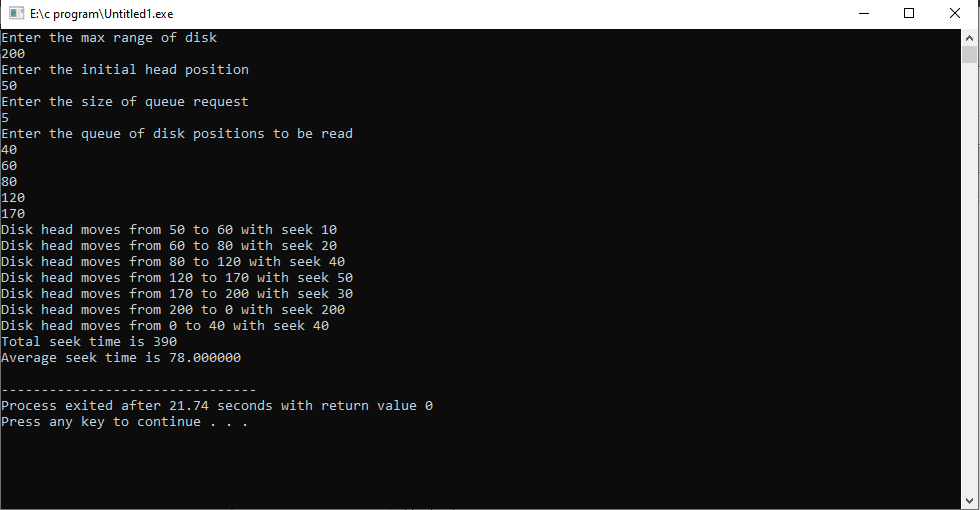 E:\c program\Untitled1.exe
Enter the max range of disk
200
Enter the initial head position
50
Enter the size of queue request
5
Enter the queue of disk positions to be read
40
60
80
120
170
Disk head moves from 50 to 60 with seek 10
Disk head moves from 60 to 80 with seek 20
Disk head moves from 80 to 120 with seek 40
Disk head moves from 120 to 170 with seek 50
Disk head moves from 170 to 200 with seek 30
Disk head moves from 200 to 0 with seek 200
Disk head moves from 0 to 40 with seek 40
Total seek time is 390
Average seek time is 78.000000
--------------------------------
Process exited after 21.74 seconds with return value 0
Press any key to continue . . .